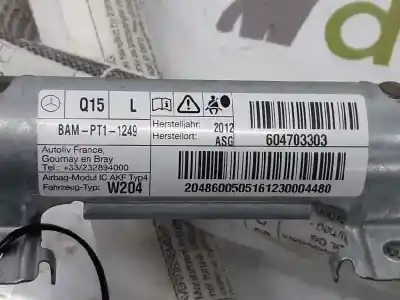 Q15 L
BAM-PT1-1249
Herstelljahr: 2012
Herstellort: ASG
604703303
Autoliv France,
Gournay en Bray
Tel.: +33/232894000
Airbag-Modul IC AKF Typ4
Fahrzeug-Typ: W204
2048600505161230004480